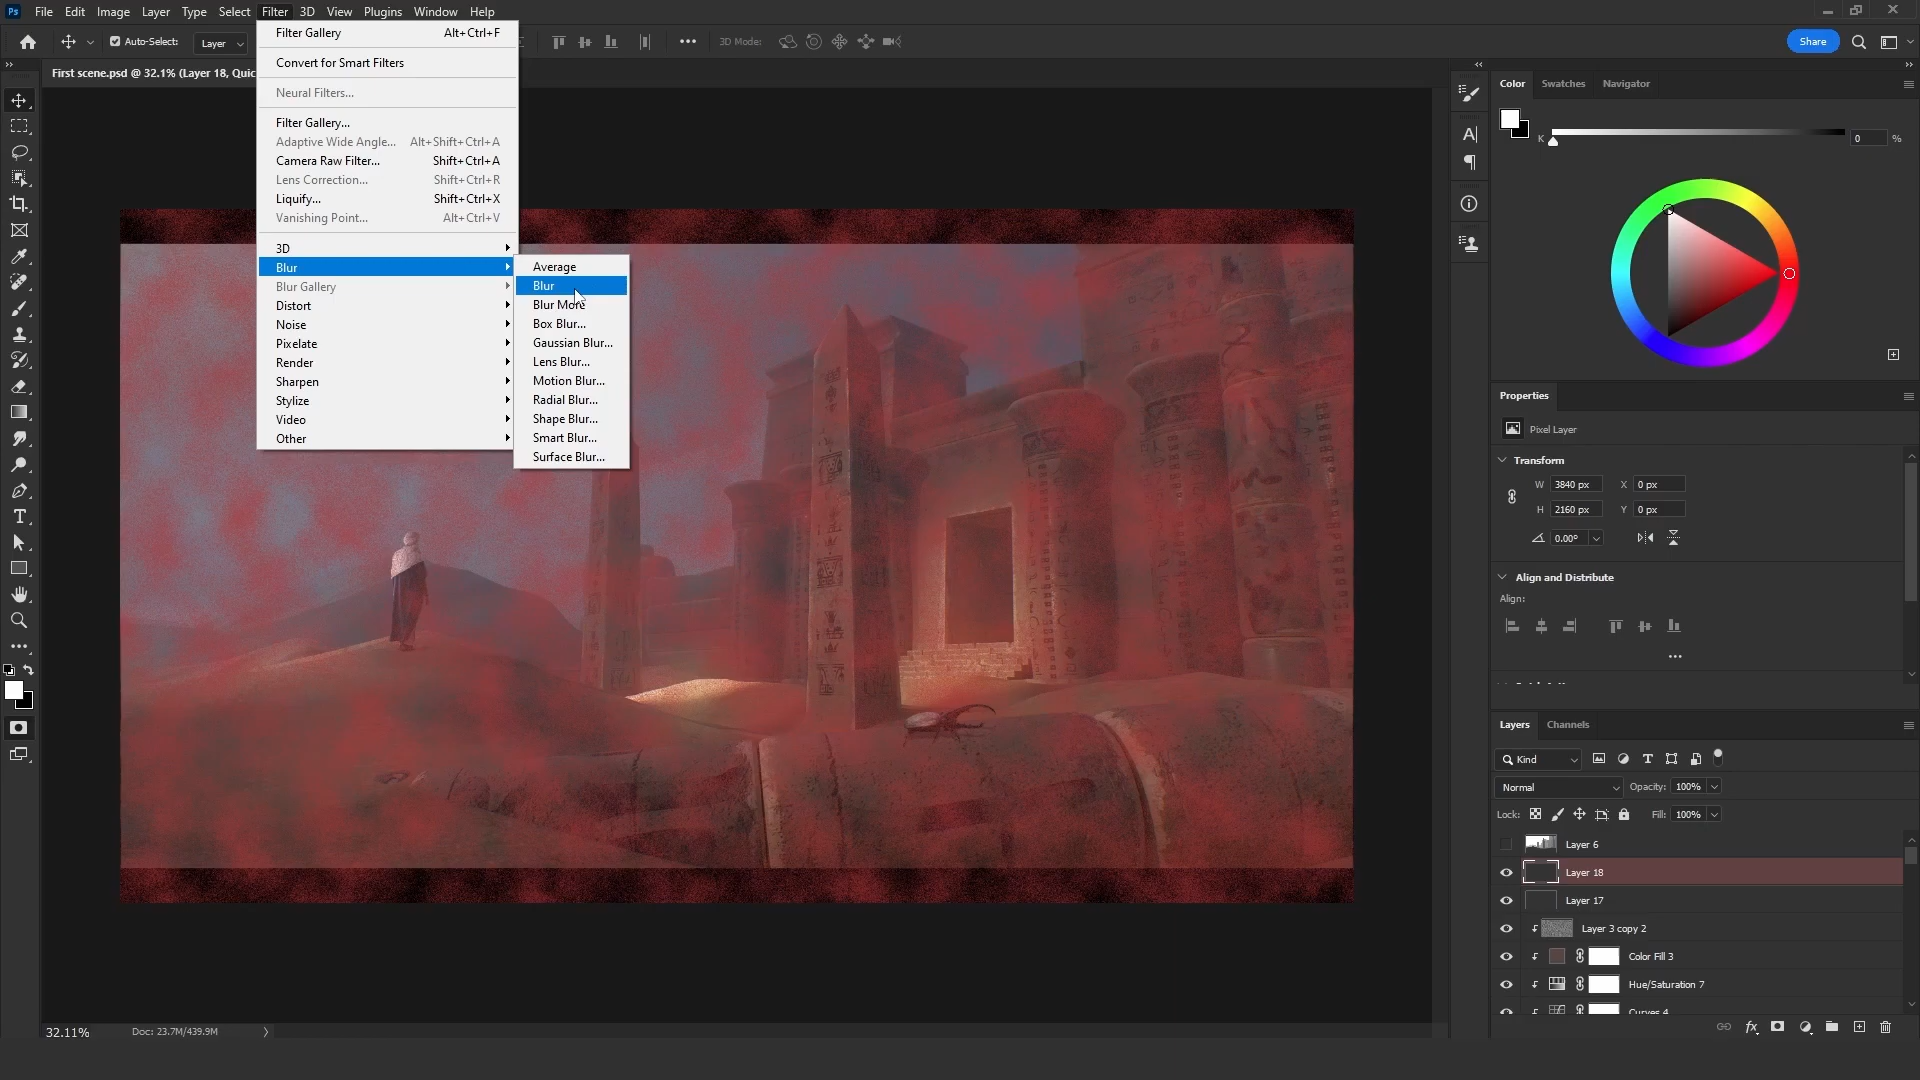 Ps File Edit Image Layer Type Select Filter 3D View Plugins Window Help
Auto-Select: Layer 3D Mode: Share
First scene.psd @ 32.1% (Layer 18, Quic
Filter Gallery Alt+Ctrl+F
Convert for Smart Filters
Neural Filters...
Filter Gallery...
Adaptive Wide Angle... Alt+Shift+Ctrl+A
Camera Raw Filter... Shift+Ctrl+A
Lens Correction... Shift+Ctrl+R
Liquify... Shift+Ctrl+X
Vanishing Point... Alt+Ctrl+V
3D
Blur
Blur Gallery
Distort
Noise
Pixelate
Render
Sharpen
Stylize
Video
Other
Average
Blur
Blur More
Box Blur...
Gaussian Blur...
Lens Blur...
Motion Blur...
Radial Blur...
Shape Blur...
Smart Blur...
Surface Blur...
Color Swatches Navigator
K 0 %
Properties
Pixel Layer
Transform
W 3840 px X 0 px
H 2160 px Y 0 px
0.00°
Align and Distribute
Align:
Layers Channels
Kind
Normal Opacity: 100%
Lock: Fill: 100%
Layer 6
Layer 18
Layer 17
Layer 3 copy 2
Color Fill 3
Hue/Saturation 7
Curves 4
32.11% Doc: 23.7M/439.9M